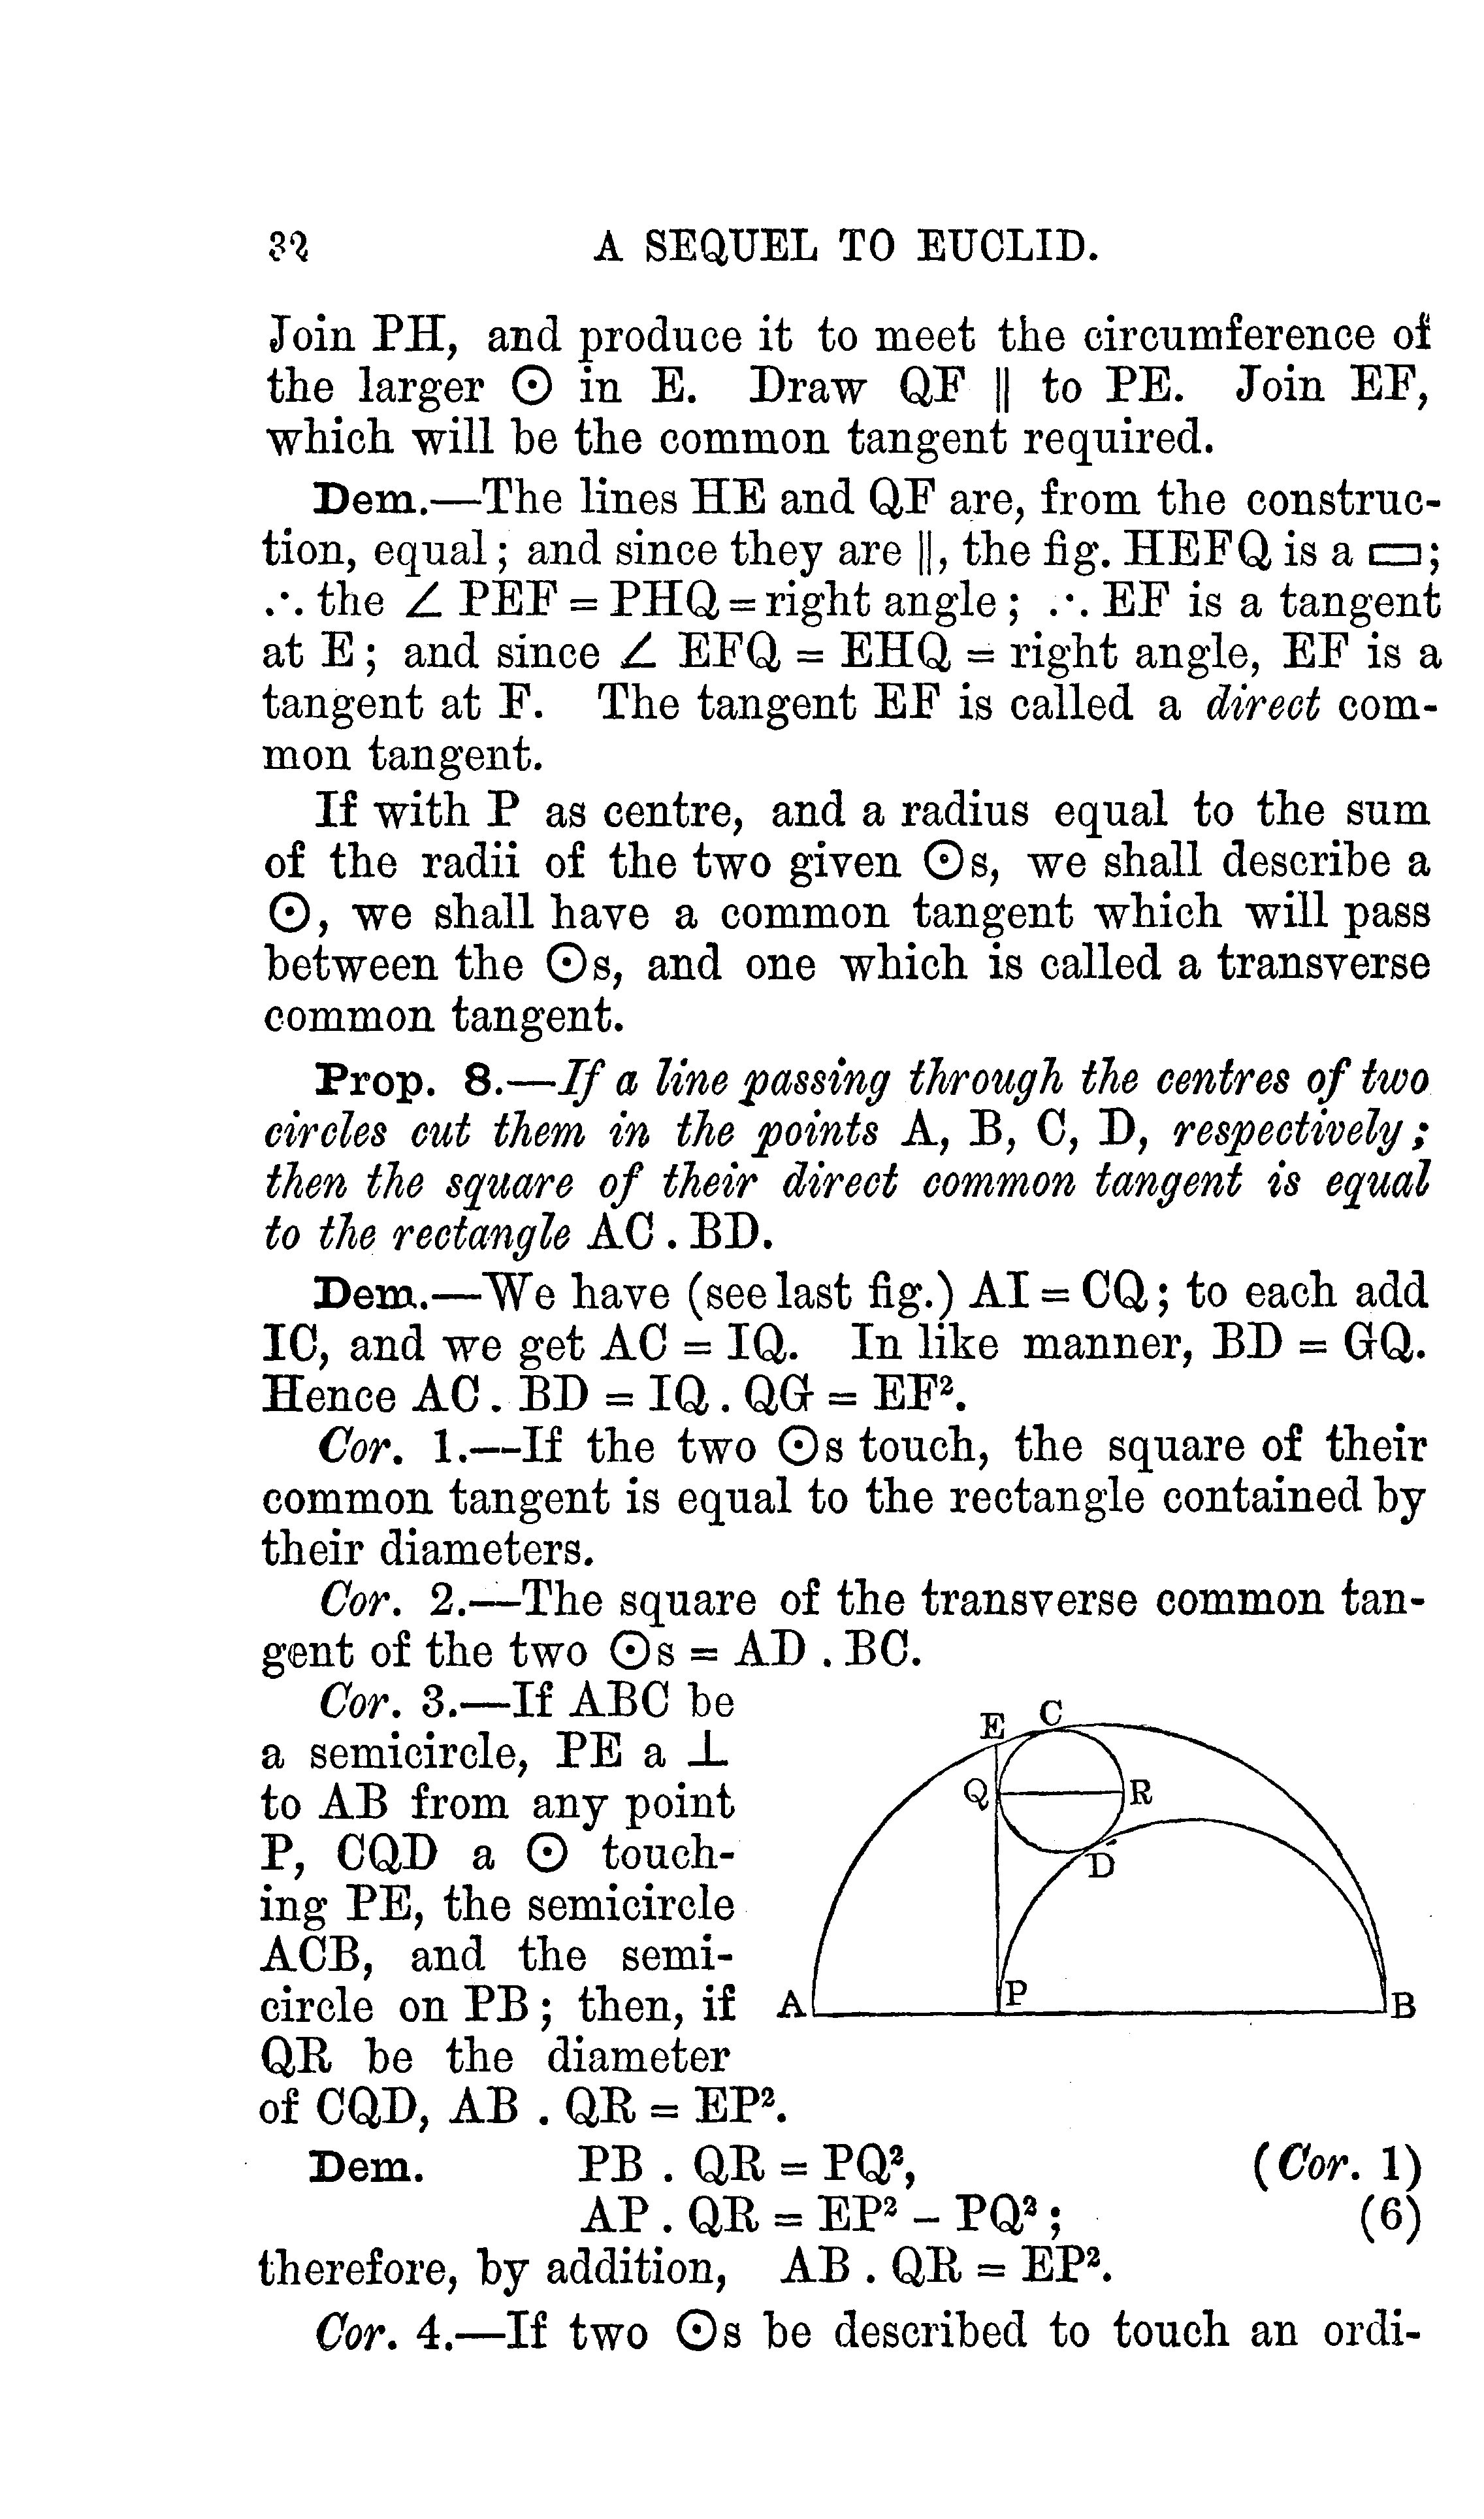 32 A SEQUEL TO EUCLID.
Join PH, and produce it to meet the circumference of
the larger ⊙ in E. Draw QF || to PE. Join EF,
which will be the common tangent required.
Dem.—The lines HE and QF are, from the construc-
tion, equal; and since they are ||, the fig. HEFQ is a ▭;
∴ the ∠ PEF = PHQ = right angle; ∴ EF is a tangent
at E; and since ∠ EFQ = EHQ = right angle, EF is a
tangent at F. The tangent EF is called a direct com-
mon tangent.
If with P as centre, and a radius equal to the sum
of the radii of the two given ⊙s, we shall describe a
⊙, we shall have a common tangent which will pass
between the ⊙s, and one which is called a transverse
common tangent.
Prop. 8.—If a line passing through the centres of two
circles cut them in the points A, B, C, D, respectively;
then the square of their direct common tangent is equal
to the rectangle AC . BD.
Dem.—We have (see last fig.) AI = CQ; to each add
IC, and we get AC = IQ. In like manner, BD = GQ.
Hence AC . BD = IQ . QG = EF².
Cor. 1.—If the two ⊙s touch, the square of their
common tangent is equal to the rectangle contained by
their diameters.
Cor. 2.—The square of the transverse common tan-
gent of the two ⊙s = AD . BC.
Cor. 3.—If ABC be
a semicircle, PE a ⊥
to AB from any point
P, CQD a ⊙ touch-
ing PE, the semicircle
ACB, and the semi-
circle on PB; then, if
QR be the diameter
of CQD, AB . QR = EP².
E C
Q R
D
A P B
Dem. PB . QR = PQ², (Cor. 1)
AP . QR = EP² – PQ²; (6)
therefore, by addition, AB . QR = EP².
Cor. 4.—If two ⊙s be described to touch an ordi-